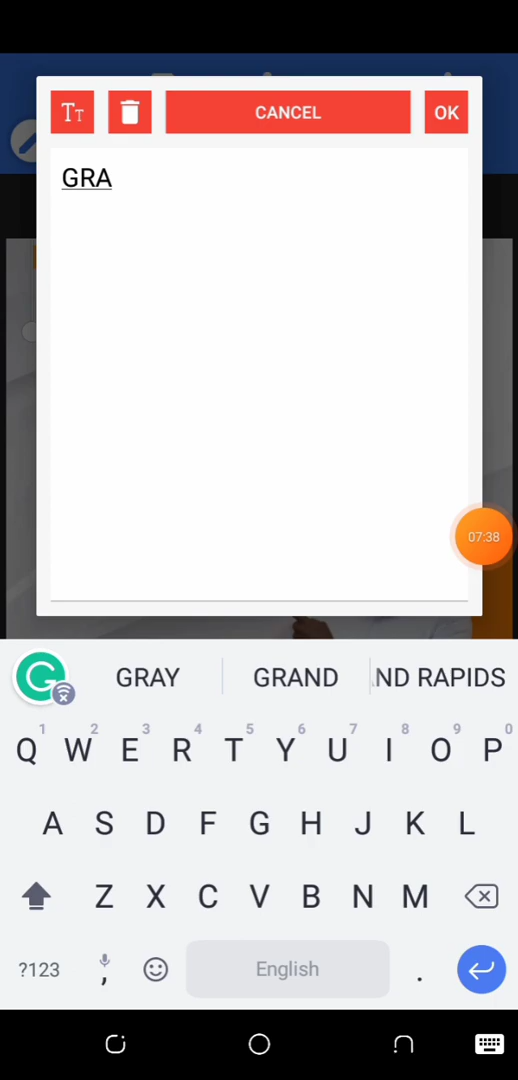 TT
CANCEL
OK
GRA
07:38
GRAY GRAND ND RAPIDS
1 2 3 4 5 6 7 8 9 0
Q W E R T Y U I O P
A S D F G H J K L
Z X C V B N M
?123 , English .